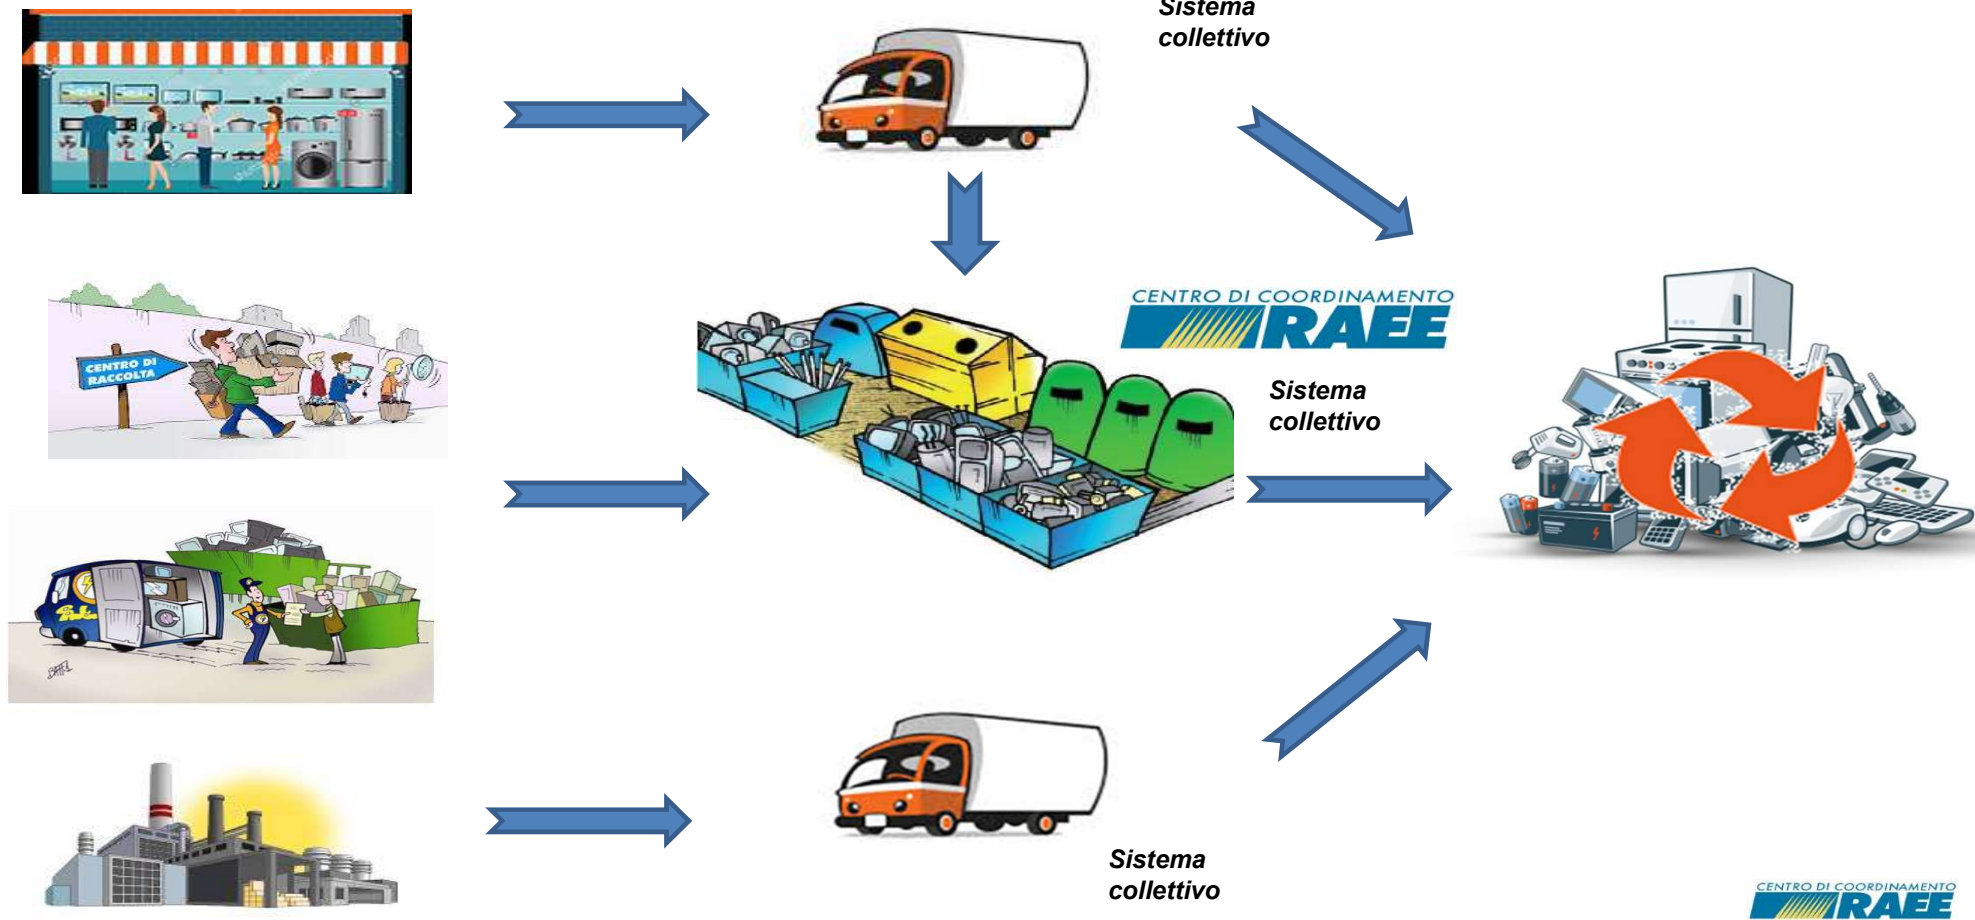 Sistema
collettivo
CENTRO DI COORDINAMENTO
RAEE
CENTRO DI
RACCOLTA
Sistema
collettivo
Sistema
collettivo
CENTRO DI COORDINAMENTO
RAEE